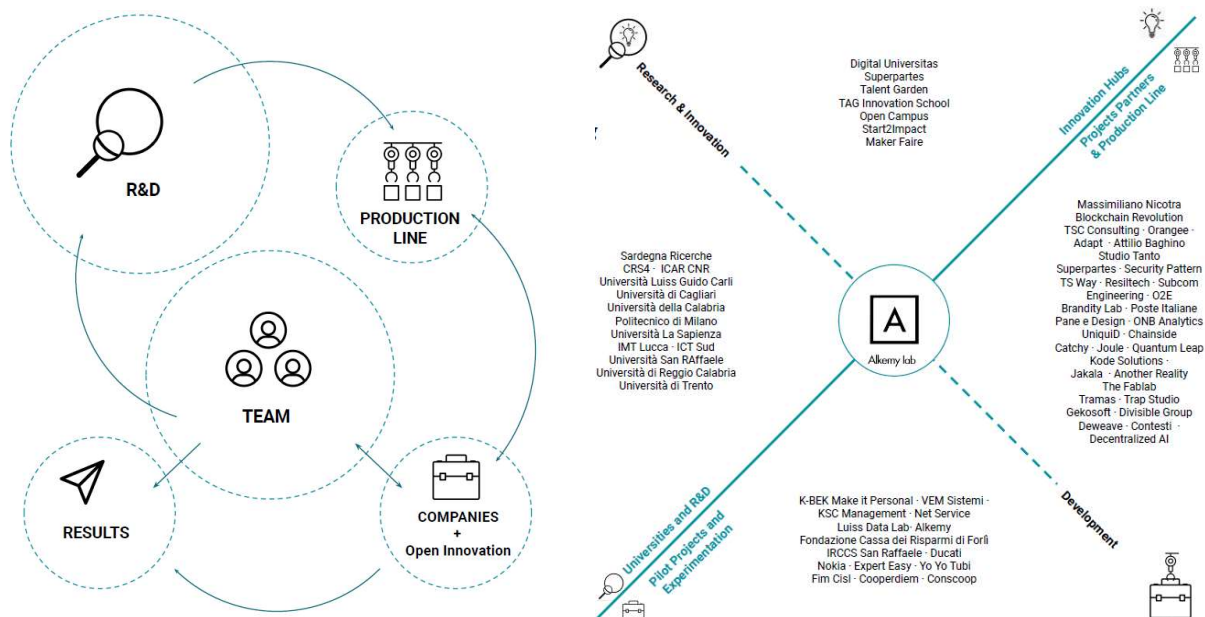 R&D
PRODUCTION
LINE
TEAM
RESULTS
COMPANIES
+
Open Innovation
Research & Innovation
Digital Universitas
Superpartes
Talent Garden
TAG Innovation School
Open Campus
Start2Impact
Maker Faire
Innovation Hubs
Projects Partners
& Production Line
Sardegna Ricerche
CRS4 · ICAR CNR
Università Luiss Guido Carli
Università di Cagliari
Università della Calabria
Politecnico di Milano
Università La Sapienza
IMT Lucca · ICT Sud
Università San RAffaele
Università di Reggio Calabria
Università di Trento
A
Alkemy lab
Massimiliano Nicotra
Blockchain Revolution
TSC Consulting · Orangee ·
Adapt · Attilio Baghino
Studio Tanto
Superpartes · Security Pattern
TS Way · Resiltech · Subcom
Engineering · O2E
Brandity Lab · Poste Italiane
Pane e Design · ONB Analytics
UniquiD · Chainside
Catchy · Joule · Quantum Leap
Kode Solutions ·
Jakala · Another Reality
The Fablab
Tramas · Trap Studio
Gekosoft · Divisible Group
Deweave · Contesti ·
Decentralized AI
Universities and R&D
Pilot Projects and
Experimentation
K-BEK Make it Personal · VEM Sistemi ·
KSC Management · Net Service
Luiss Data Lab· Alkemy
Fondazione Cassa dei Risparmi di Forlì
IRCCS San Raffaele · Ducati
Nokia · Expert Easy · Yo Yo Tubi
Fim Cisl · Cooperdiem · Conscoop
Development